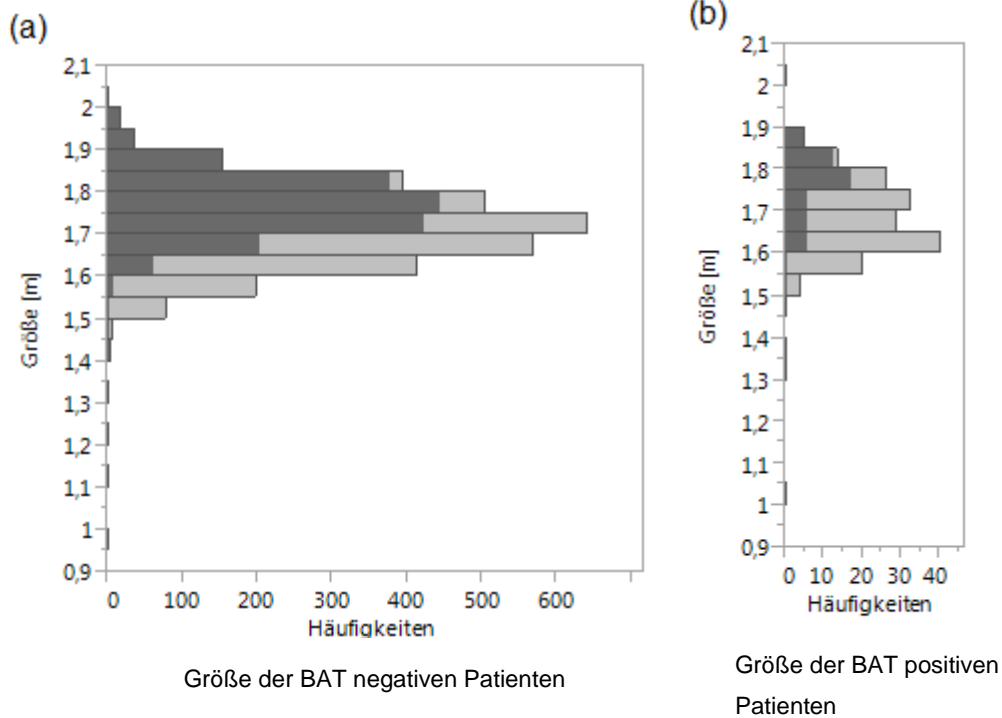 (a)
2,1
2
1,9
1,8
1,7
1,6
1,5
1,4
1,3
1,2
1,1
1
0,9
Größe [m]
0 100 200 300 400 500 600
Häufigkeiten
Größe der BAT negativen Patienten
(b)
2,1
2
1,9
1,8
1,7
1,6
1,5
1,4
1,3
1,2
1,1
1
0,9
Größe [m]
0 10 20 30 40
Häufigkeiten
Größe der BAT positiven
Patienten